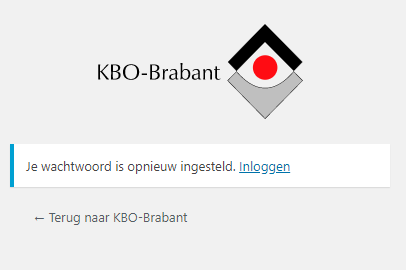 KBO-Brabant
Je wachtwoord is opnieuw ingesteld. Inloggen
← Terug naar KBO-Brabant